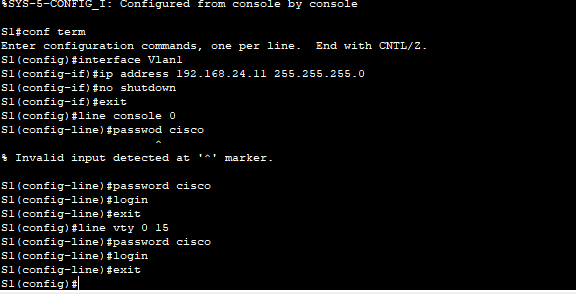 %SYS-5-CONFIG_I: Configured from console by console
S1#conf term
Enter configuration commands, one per line.  End with CNTL/Z.
S1(config)#interface Vlan1
S1(config-if)#ip address 192.168.24.11 255.255.255.0
S1(config-if)#no shutdown
S1(config-if)#exit
S1(config)#line console 0
S1(config-line)#passwod cisco
^
% Invalid input detected at '^' marker.
S1(config-line)#password cisco
S1(config-line)#login
S1(config-line)#exit
S1(config)#line vty 0 15
S1(config-line)#password cisco
S1(config-line)#login
S1(config-line)#exit
S1(config)#